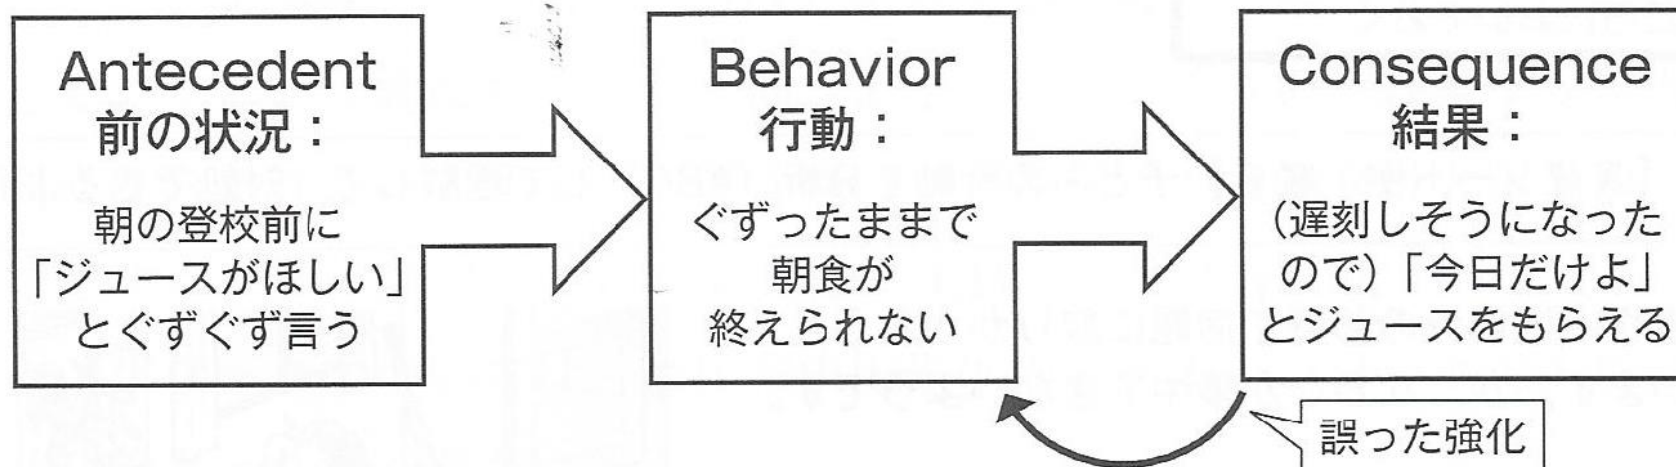 Antecedent
前の状況：
朝の登校前に
「ジュースがほしい」
とぐずぐず言う
Behavior
行動：
ぐずったままで
朝食が
終えられない
Consequence
結果：
（遅刻しそうになった
ので）「今日だけよ」
とジュースをもらえる
誤った強化